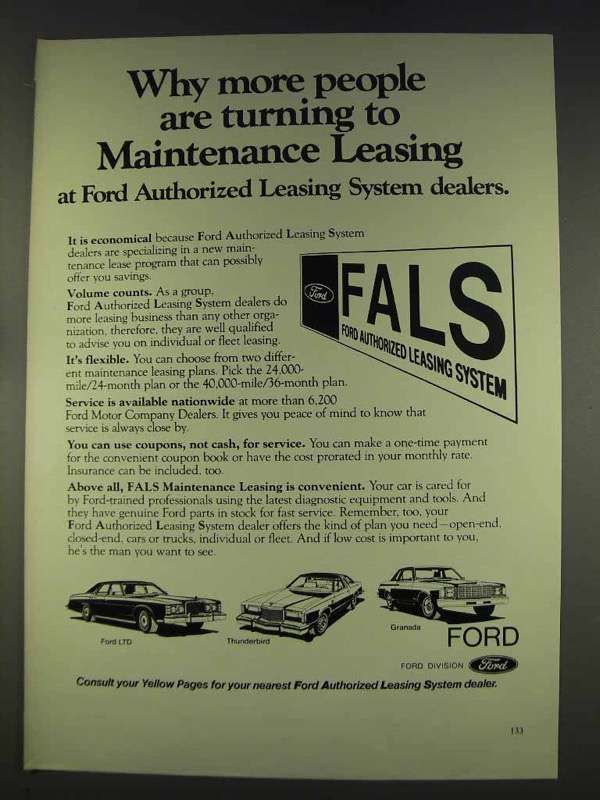 Why more people
are turning to
Maintenance Leasing
at Ford Authorized Leasing System dealers.
It is economical because Ford Authorized Leasing System
dealers are specializing in a new main-
tenance lease program that can possibly
offer you savings.
Volume counts. As a group,
Ford Authorized Leasing System dealers do
more leasing business than any other orga-
nization, therefore, they are well qualified
to advise you on individual or fleet leasing.
It's flexible. You can choose from two differ-
ent maintenance leasing plans. Pick the 24,000-
mile/24-month plan or the 40,000-mile/36-month plan.
Service is available nationwide at more than 6,200
Ford Motor Company Dealers. It gives you peace of mind to know that
service is always close by.
You can use coupons, not cash, for service. You can make a one-time payment
for the convenient coupon book or have the cost prorated in your monthly rate.
Insurance can be included, too.
Above all, FALS Maintenance Leasing is convenient. Your car is cared for
by Ford-trained professionals using the latest diagnostic equipment and tools. And
they have genuine Ford parts in stock for fast service. Remember, too, your
Ford Authorized Leasing System dealer offers the kind of plan you need—open-end,
closed-end, cars or trucks, individual or fleet. And if low cost is important to you,
he's the man you want to see.
Ford
FALS
FORD AUTHORIZED LEASING SYSTEM
Ford LTD
Thunderbird
Granada
FORD
FORD DIVISION Ford
Consult your Yellow Pages for your nearest Ford Authorized Leasing System dealer.
133